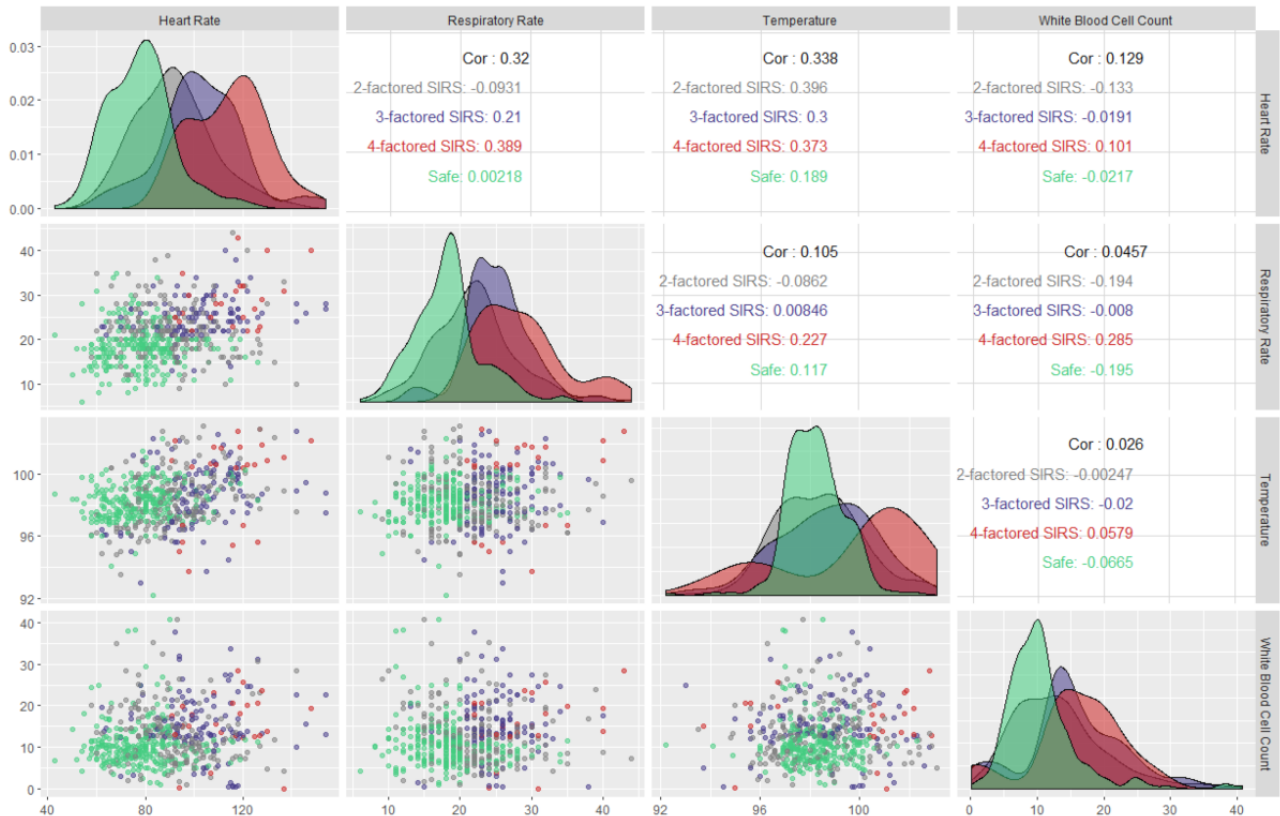 Heart Rate
Respiratory Rate
Temperature
White Blood Cell Count
0.03
0.02
0.01
0.00
Cor : 0.32
2-factored SIRS: -0.0931
3-factored SIRS: 0.21
4-factored SIRS: 0.389
Safe: 0.00218
Cor : 0.338
2-factored SIRS: 0.396
3-factored SIRS: 0.3
4-factored SIRS: 0.373
Safe: 0.189
Cor : 0.129
2-factored SIRS: -0.133
3-factored SIRS: -0.0191
4-factored SIRS: 0.101
Safe: -0.0217
Heart Rate
40
30
20
10
Cor : 0.105
2-factored SIRS: -0.0862
3-factored SIRS: 0.00846
4-factored SIRS: 0.227
Safe: 0.117
Cor : 0.0457
2-factored SIRS: -0.194
3-factored SIRS: -0.008
4-factored SIRS: 0.285
Safe: -0.195
Respiratory Rate
100
96
92
Cor : 0.026
2-factored SIRS: -0.00247
3-factored SIRS: -0.02
4-factored SIRS: 0.0579
Safe: -0.0665
Temperature
40
30
20
10
0
White Blood Cell Count
40 80 120
10 20 30 40
92 96 100
0 10 20 30 40